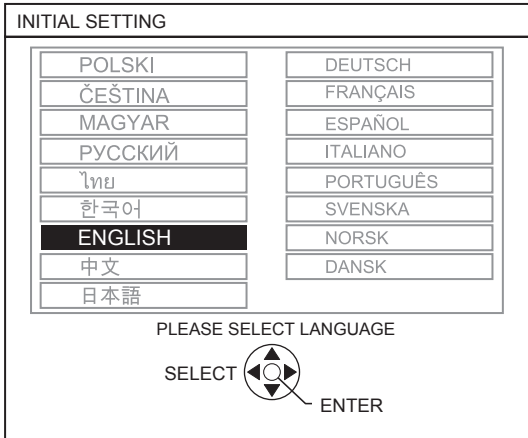 INITIAL SETTING
POLSKI
ČEŠTINA
MAGYAR
РУССКИЙ
ไทย
한국어
ENGLISH
中文
日本語
DEUTSCH
FRANÇAIS
ESPAÑOL
ITALIANO
PORTUGUÊS
SVENSKA
NORSK
DANSK
PLEASE SELECT LANGUAGE
SELECT
ENTER